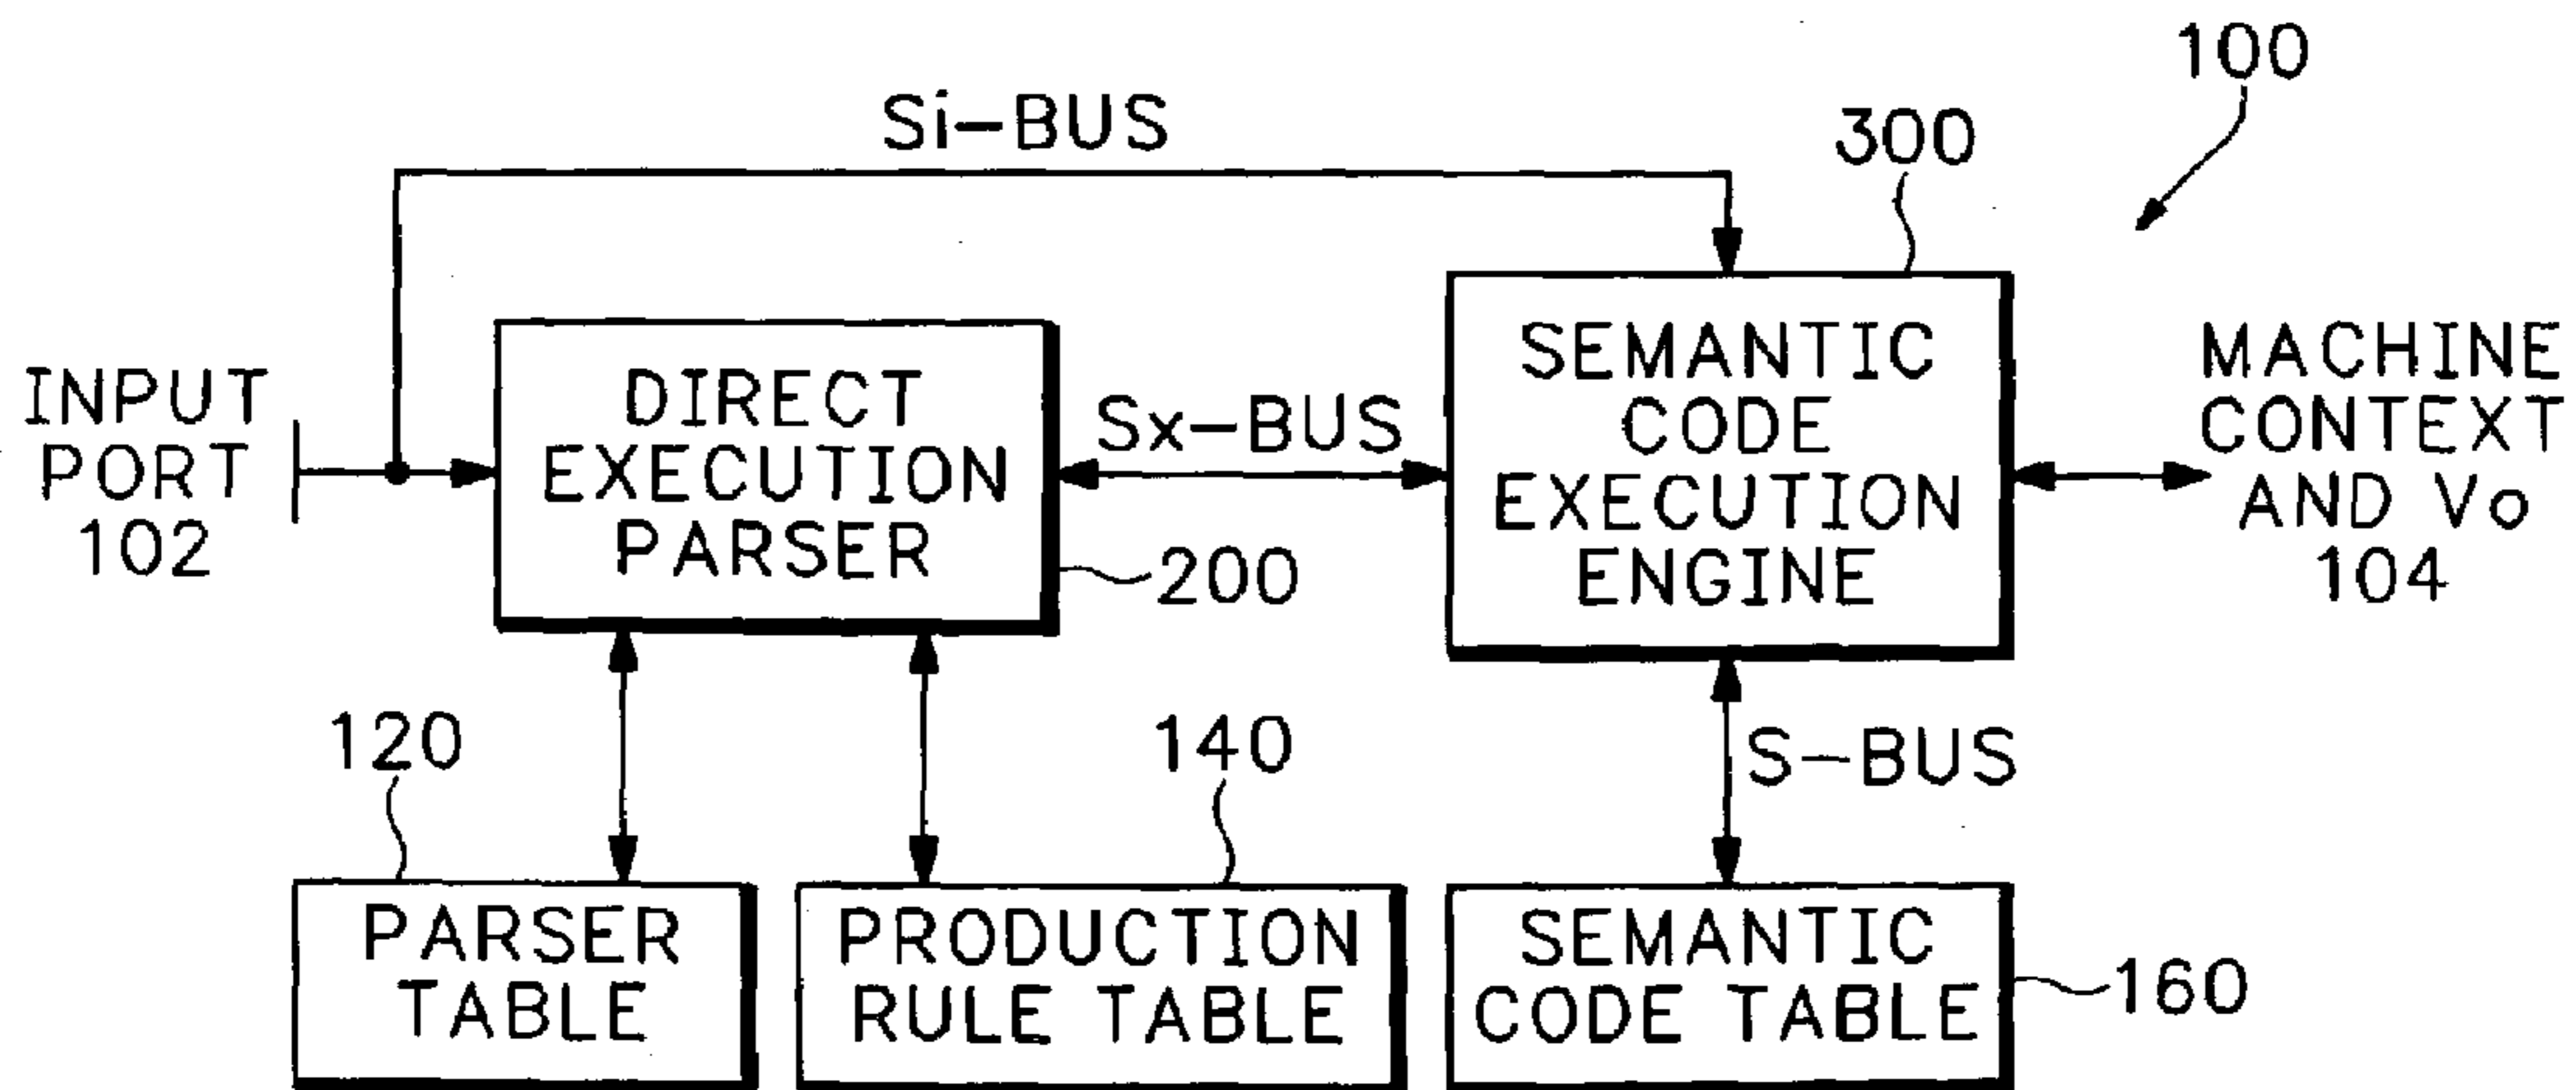 100
Si-BUS
300
INPUT
PORT
102
DIRECT
EXECUTION
PARSER
200
Sx-BUS
SEMANTIC
CODE
EXECUTION
ENGINE
MACHINE
CONTEXT
AND Vo
104
120
140
S-BUS
PARSER
TABLE
PRODUCTION
RULE TABLE
SEMANTIC
CODE TABLE
160